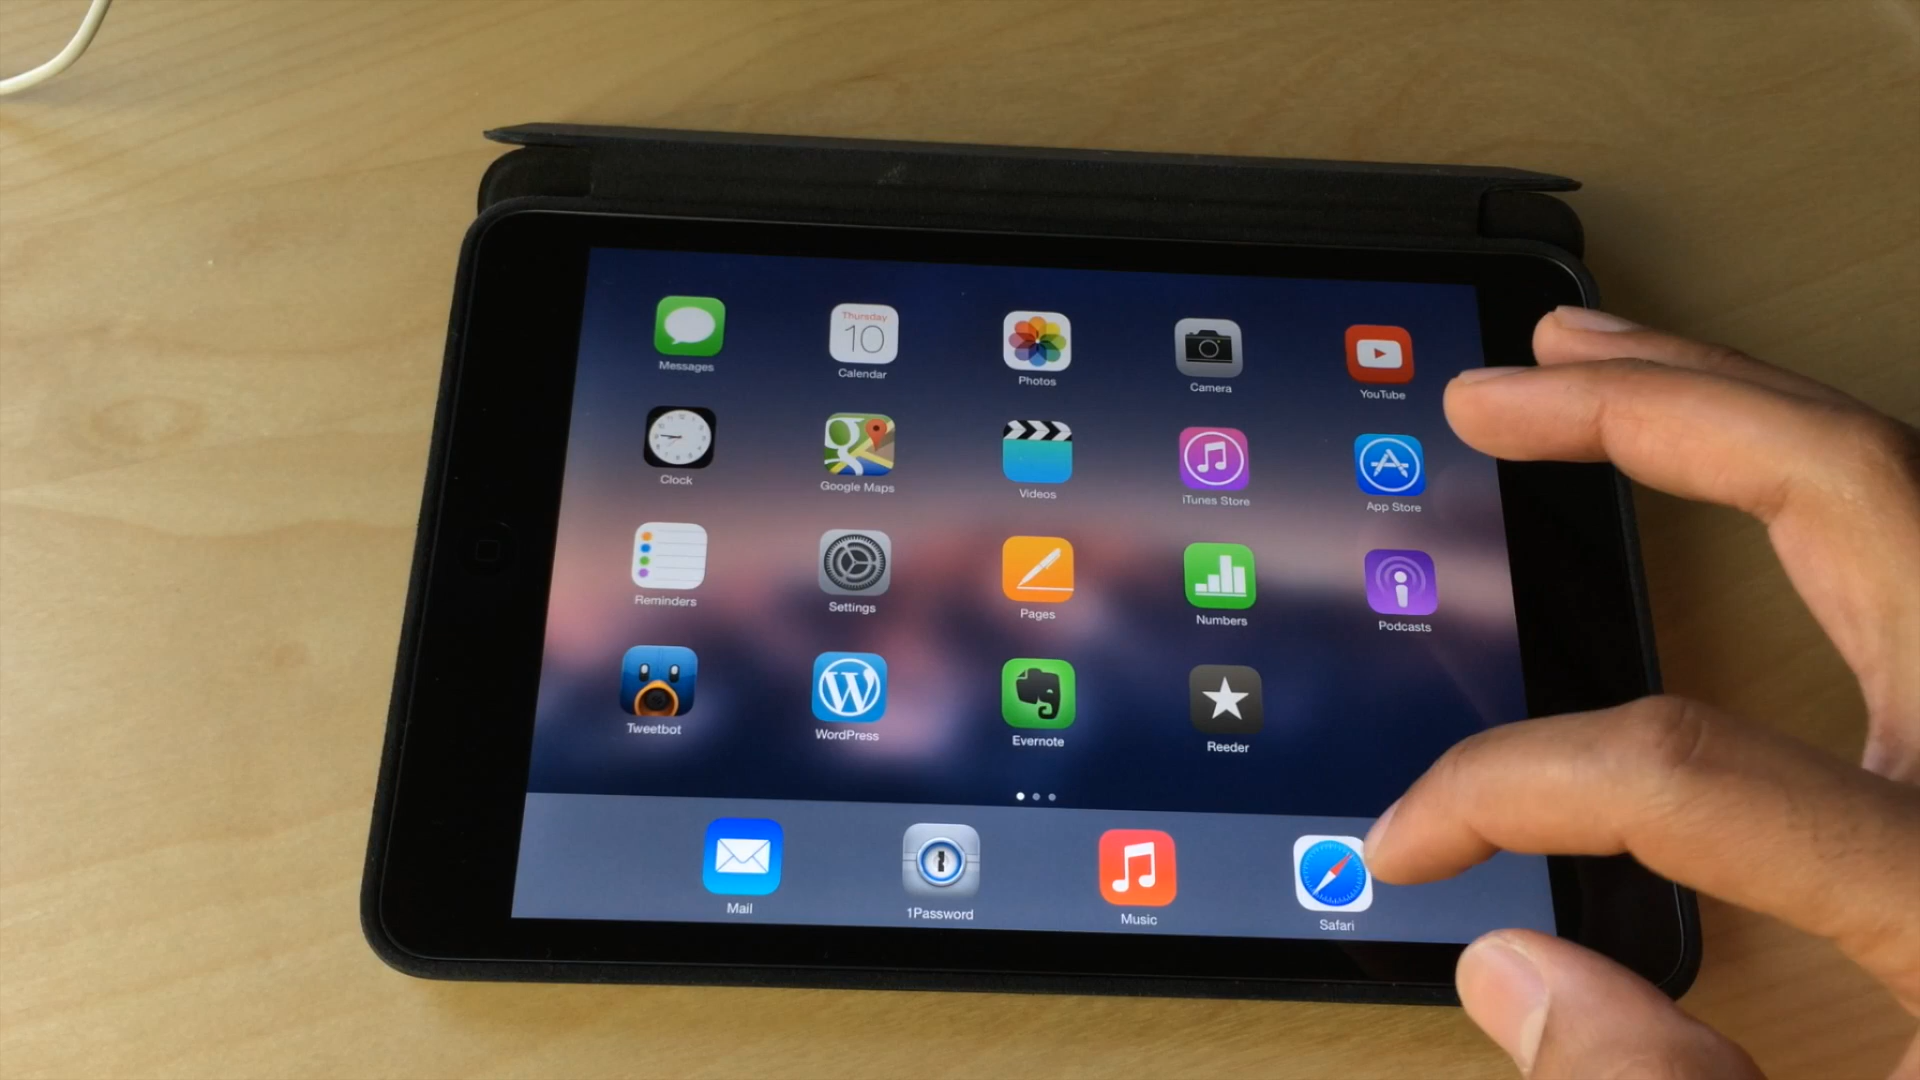 Messages
Thursday
10
Calendar
Photos
Camera
YouTube
Clock
Google Maps
Videos
iTunes Store
App Store
Reminders
Settings
Pages
Numbers
Podcasts
Tweetbot
WordPress
Evernote
Reeder
Mail
1Password
Music
Safari